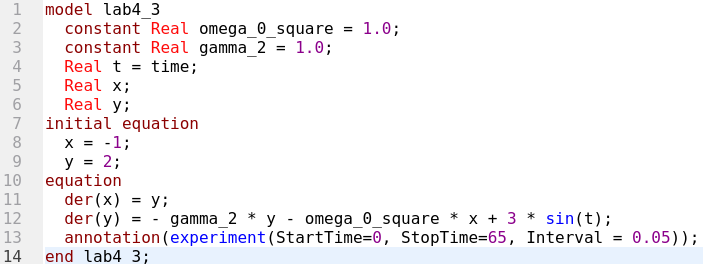 1 model lab4_3
2   constant Real omega_0_square = 1.0;
3   constant Real gamma_2 = 1.0;
4   Real t = time;
5   Real x;
6   Real y;
7 initial equation
8   x = -1;
9   y = 2;
10 equation
11   der(x) = y;
12   der(y) = - gamma_2 * y - omega_0_square * x + 3 * sin(t);
13   annotation(experiment(StartTime=0, StopTime=65, Interval = 0.05));
14 end lab4_3;